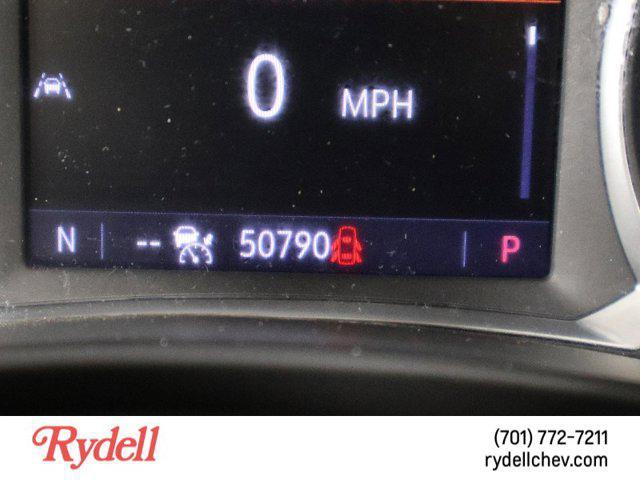 0 MPH
N -- 50790 P
Rydell
(701) 772-7211
rydellchev.com